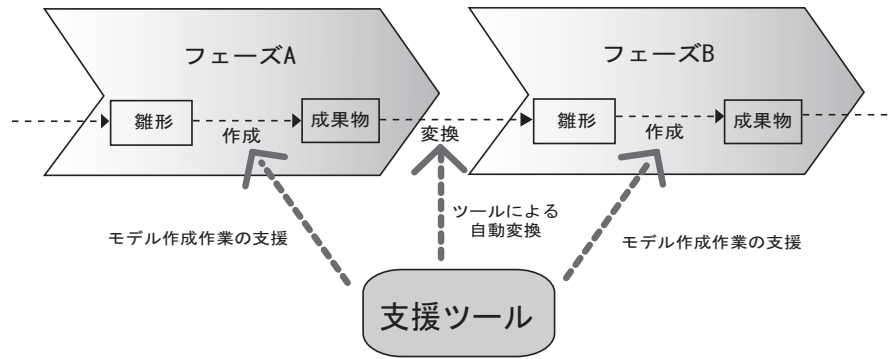 フェーズA
フェーズB
雛形
作成
成果物
変換
雛形
作成
成果物
モデル作成作業の支援
ツールによる
自動変換
モデル作成作業の支援
支援ツール